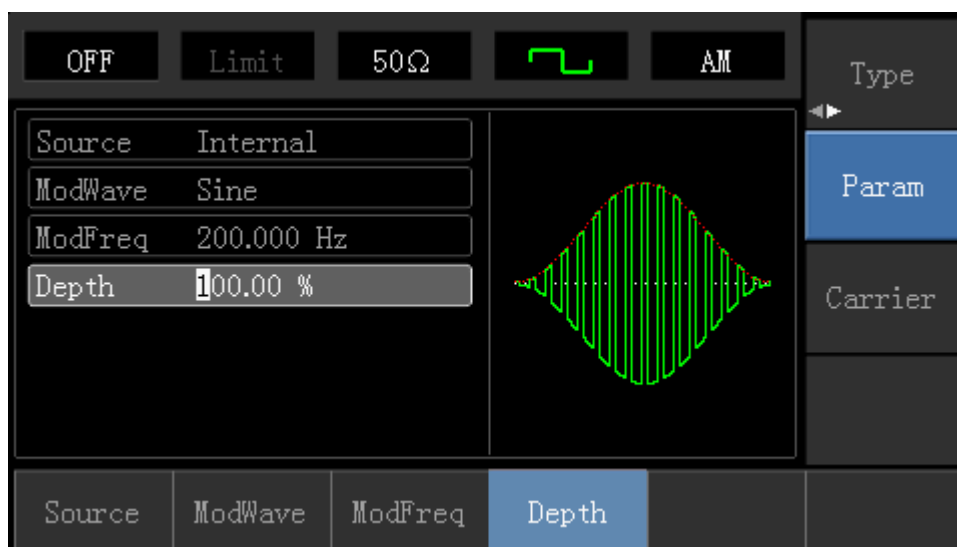 OFF Limit 50Ω AM
Type
Source Internal
ModWave Sine
Param
ModFreq 200.000 Hz
Depth 100.00 %
Carrier
Source ModWave ModFreq Depth